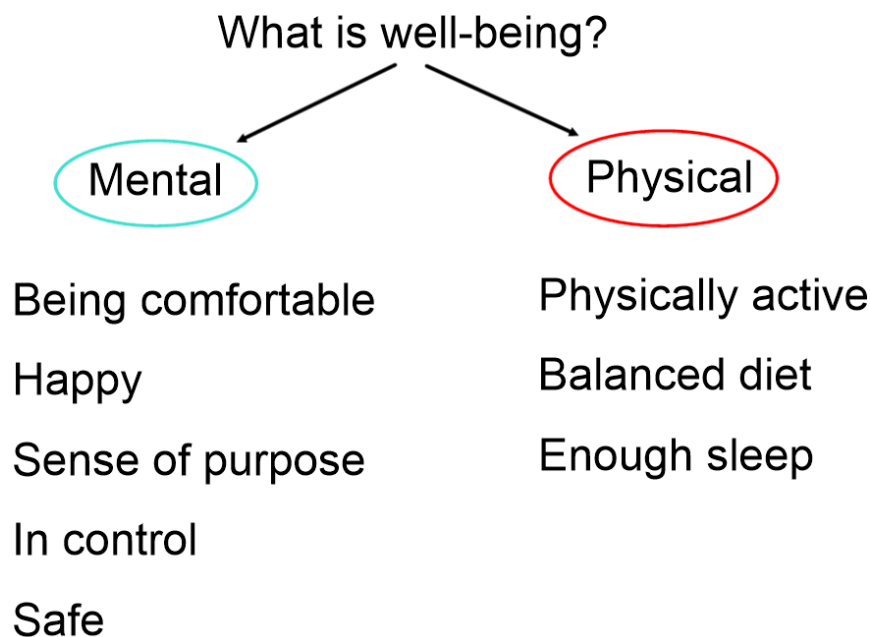 What is well-being?
Mental
Physical
Being comfortable
Happy
Sense of purpose
In control
Safe
Physically active
Balanced diet
Enough sleep